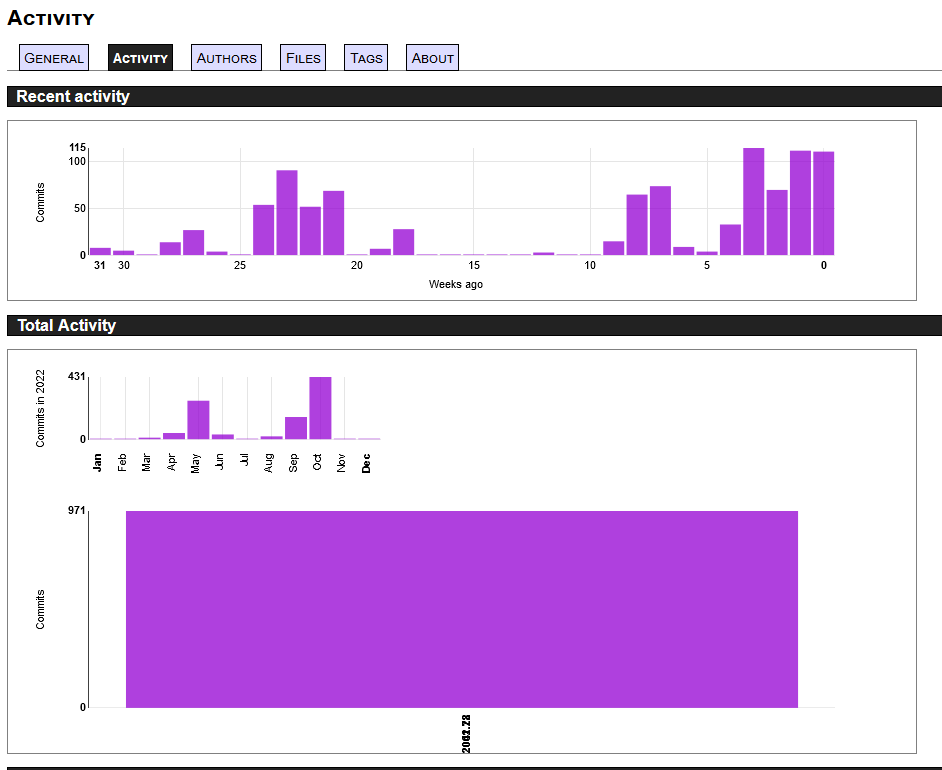 Activity
General Activity Authors Files Tags About
Recent activity
115
100
50
0
Commits
31 30 25 20 15 10 5 0
Weeks ago
Total Activity
431
0
Commits in 2022
Jan Feb Mar Apr May Jun Jul Aug Sep Oct Nov Dec
971
0
Commits